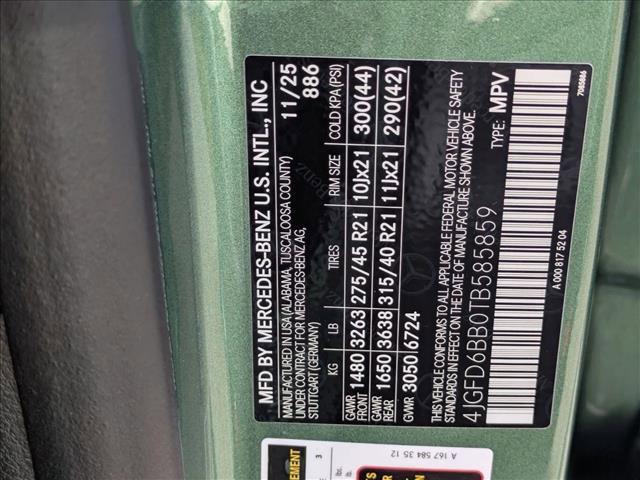 MFD BY MERCEDES-BENZ U.S. INTL., INC
MANUFACTURED IN USA (ALABAMA, TUSCALOOSA COUNTY) 11/25
UNDER CONTRACT FOR MERCEDES-BENZ AG, 886
STUTTGART (GERMANY)
KG LB TIRES RIM SIZE COLD KPA (PSI)
GAWR FRONT 1480 3263 275/45 R21 10Jx21 300(44)
GAWR REAR 1650 3638 315/40 R21 11Jx21 290(42)
GVWR 3050 6724
THIS VEHICLE CONFORMS TO ALL APPLICABLE FEDERAL MOTOR VEHICLE SAFETY
STANDARDS IN EFFECT ON THE DATE OF MANUFACTURE SHOWN ABOVE.
4JGFD6BB0TB585859 TYPE: MPV
A 000 817 52 04
7085886
A 167 584 35 12
3